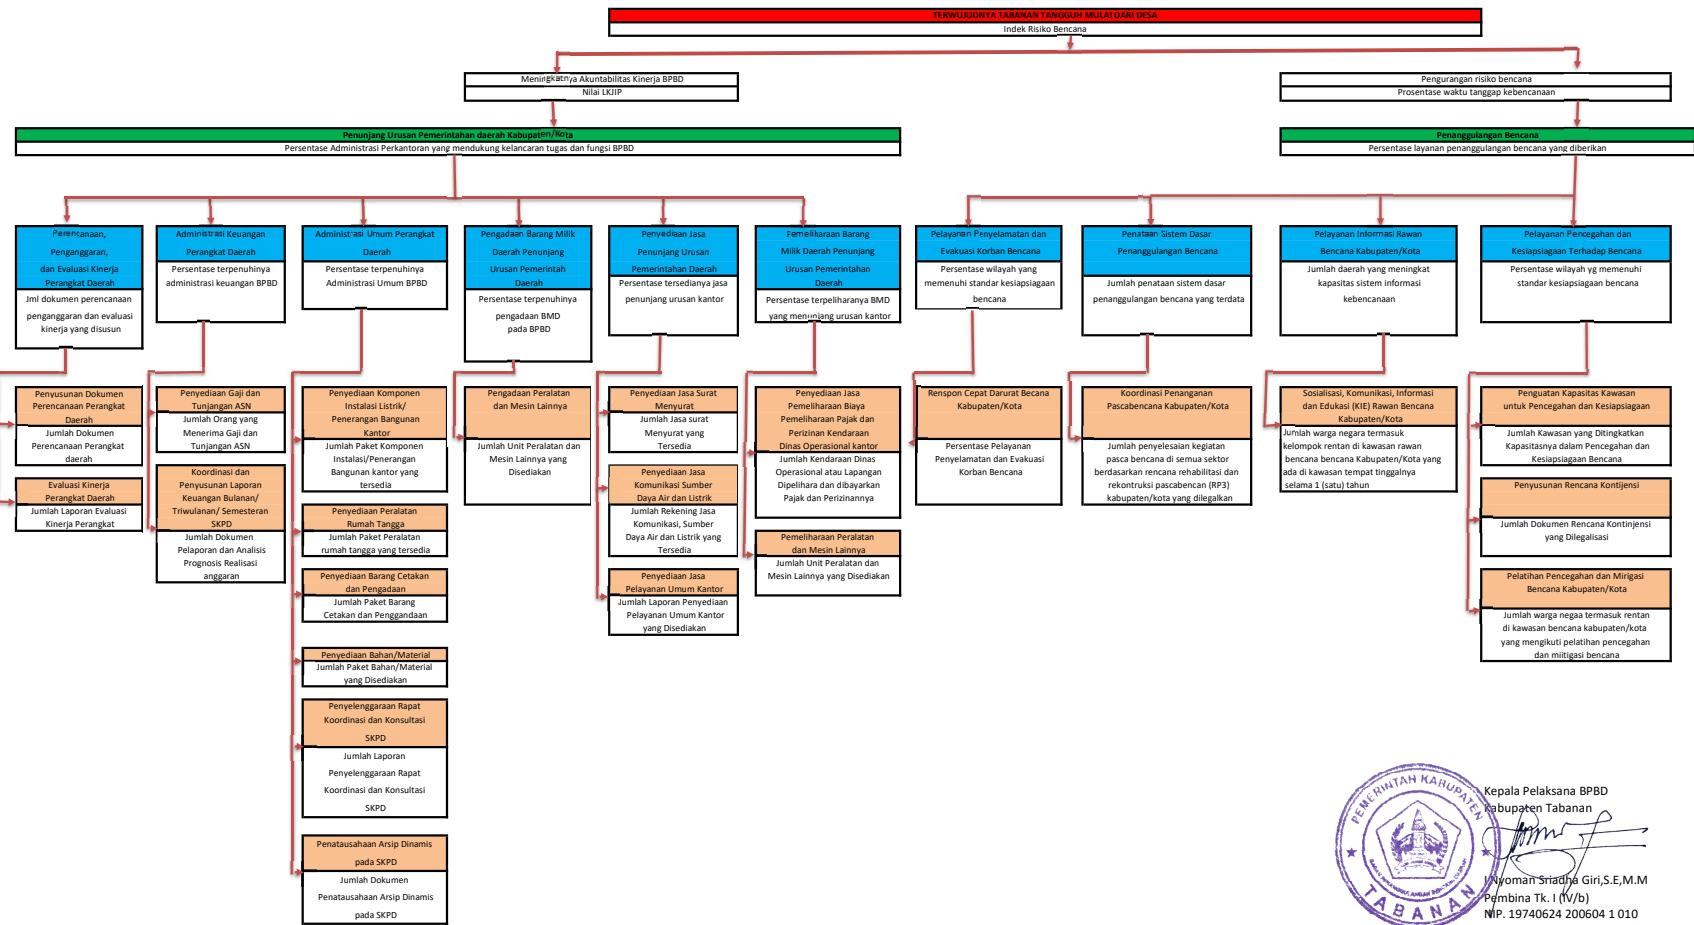 TERWUJUDNYA TABANAN TANGGUH MULAI DARI DESA
Indek Risiko Bencana
Meningkatnya Akuntabilitas Kinerja BPBD
Nilai LKJIP
Pengurangan risiko bencana
Prosentase waktu tanggap kebencanaan
Penunjang Urusan Pemerintahan daerah Kabupaten/Kota
Persentase Administrasi Perkantoran yang mendukung kelancaran tugas dan fungsi BPBD
Penanggulangan Bencana
Persentase layanan penanggulangan bencana yang diberikan
Perencanaan,
Penganggaran,
dan Evaluasi Kinerja
Perangkat Daerah
Jml dokumen perencanaan
penganggaran dan evaluasi
kinerja yang disusun
Administrasi Keuangan
Perangkat Daerah
Persentase terpenuhinya
administrasi keuangan BPBD
Administrasi Umum Perangkat
Daerah
Persentase terpenuhinya
Administrasi Umum BPBD
Pengadaan Barang Milik
Daerah Penunjang
Urusan Pemerintah
Daerah
Persentase terpenuhinya
pengadaan BMD
pada BPBD
Penyediaan Jasa
Penunjang Urusan
Pemerintahan Daerah
Persentase tersedianya jasa
penunjang urusan kantor
Pemeliharaan Barang
Milik Daerah Penunjang
Urusan Pemerintahan
Daerah
Persentase terpeliharanya BMD
yang menunjang urusan kantor
Pelayanan Penyelamatan dan
Evakuasi Korban Bencana
Persentase wilayah yang
memenuhi standar kesiapsiagaan
bencana
Penataan Sistem Dasar
Penanggulangan Bencana
Jumlah penataan sistem dasar
penanggulangan bencana yang terdata
Pelayanan Informasi Rawan
Bencana Kabupaten/Kota
Jumlah daerah yang meningkat
kapasitas sistem informasi
kebencanaan
Pelayanan Pencegahan dan
Kesiapsiagaan Terhadap Bencana
Persentase wilayah yg memenuhi
standar kesiapsiagaan bencana
Penyusunan Dokumen
Perencanaan Perangkat
Daerah
Jumlah Dokumen
Perencanaan Perangkat
daerah
Evaluasi Kinerja
Perangkat Daerah
Jumlah Laporan Evaluasi
Kinerja Perangkat
Penyediaan Gaji dan
Tunjangan ASN
Jumlah Orang yang
Menerima Gaji dan
Tunjangan ASN
Koordinasi dan
Penyusunan Laporan
Keuangan Bulanan/
Triwulanan/ Semesteran
SKPD
Jumlah Dokumen
Pelaporan dan Analisis
Prognosis Realisasi
anggaran
Penyediaan Komponen
Instalasi Listrik/
Penerangan Bangunan
Kantor
Jumlah Paket Komponen
Instalasi/Penerangan
Bangunan kantor yang
tersedia
Penyediaan Peralatan
Rumah Tangga
Jumlah Paket Peralatan
rumah tangga yang tersedia
Penyediaan Barang Cetakan
dan Pengadaan
Jumlah Paket Barang
Cetakan dan Penggandaan
Penyediaan Bahan/Material
Jumlah Paket Bahan/Material
yang Disediakan
Penyelenggaraan Rapat
Koordinasi dan Konsultasi
SKPD
Jumlah Laporan
Penyelenggaraan Rapat
Koordinasi dan Konsultasi
SKPD
Penatausahaan Arsip Dinamis
pada SKPD
Jumlah Dokumen
Penatausahaan Arsip Dinamis
pada SKPD
Pengadaan Peralatan
dan Mesin Lainnya
Jumlah Unit Peralatan dan
Mesin Lainnya yang
Disediakan
Penyediaan Jasa Surat
Menyurat
Jumlah Jasa surat
Menyurat yang
Tersedia
Penyediaan Jasa
Komunikasi Sumber
Daya Air dan Listrik
Jumlah Rekening Jasa
Komunikasi, Sumber
Daya Air dan Listrik yang
Tersedia
Penyediaan Jasa
Pelayanan Umum Kantor
Jumlah Laporan Penyediaan
Pelayanan Umum Kantor
yang Disediakan
Penyediaan Jasa
Pemeliharaan Biaya
Pemeliharaan Pajak dan
Perizinan Kendaraan
Dinas Operasional kantor
Jumlah Kendaraan Dinas
Operasional atau Lapangan
Dipelihara dan dibayarkan
Pajak dan Perizinannya
Pemeliharaan Peralatan
dan Mesin Lainnya
Jumlah Unit Peralatan dan
Mesin Lainnya yang Disediakan
Renspon Cepat Darurat Becana
Kabupaten/Kota
Persentase Pelayanan
Penyelamatan dan Evakuasi
Korban Bencana
Koordinasi Penanganan
Pascabencana Kabupaten/Kota
Jumlah penyelesaian kegiatan
pasca bencana di semua sektor
berdasarkan rencana rehabilitasi dan
rekontruksi pascabencan (RP3)
kabupaten/kota yang dilegalkan
Sosialisasi, Komunikasi, Informasi
dan Edukasi (KIE) Rawan Bencana
Kabupaten/Kota
Jumlah warga negara termasuk
kelompok rentan di kawasan rawan
bencana bencana Kabupaten/Kota yang
ada di kawasan tempat tinggalnya
selama 1 (satu) tahun
Penguatan Kapasitas Kawasan
untuk Pencegahan dan Kesiapsiagaan
Jumlah Kawasan yang Ditingkatkan
Kapasitasnya dalam Pencegahan dan
Kesiapsiagaan Bencana
Penyusunan Rencana Kontijensi
Jumlah Dokumen Rencana Kontinjensi
yang Dilegalisasi
Pelatihan Pencegahan dan Mirigasi
Bencana Kabupaten/Kota
Jumlah warga negaa termasuk rentan
di kawasan bencana kabupaten/kota
yang mengikuti pelatihan pencegahan
dan miitigasi bencana
Kepala Pelaksana BPBD
Kabupaten Tabanan
I Nyoman Sriadha Giri,S.E,M.M
Pembina Tk. I (IV/b)
NIP. 19740624 200604 1 010
PEMERINTAH KABUPATEN
TABANAN